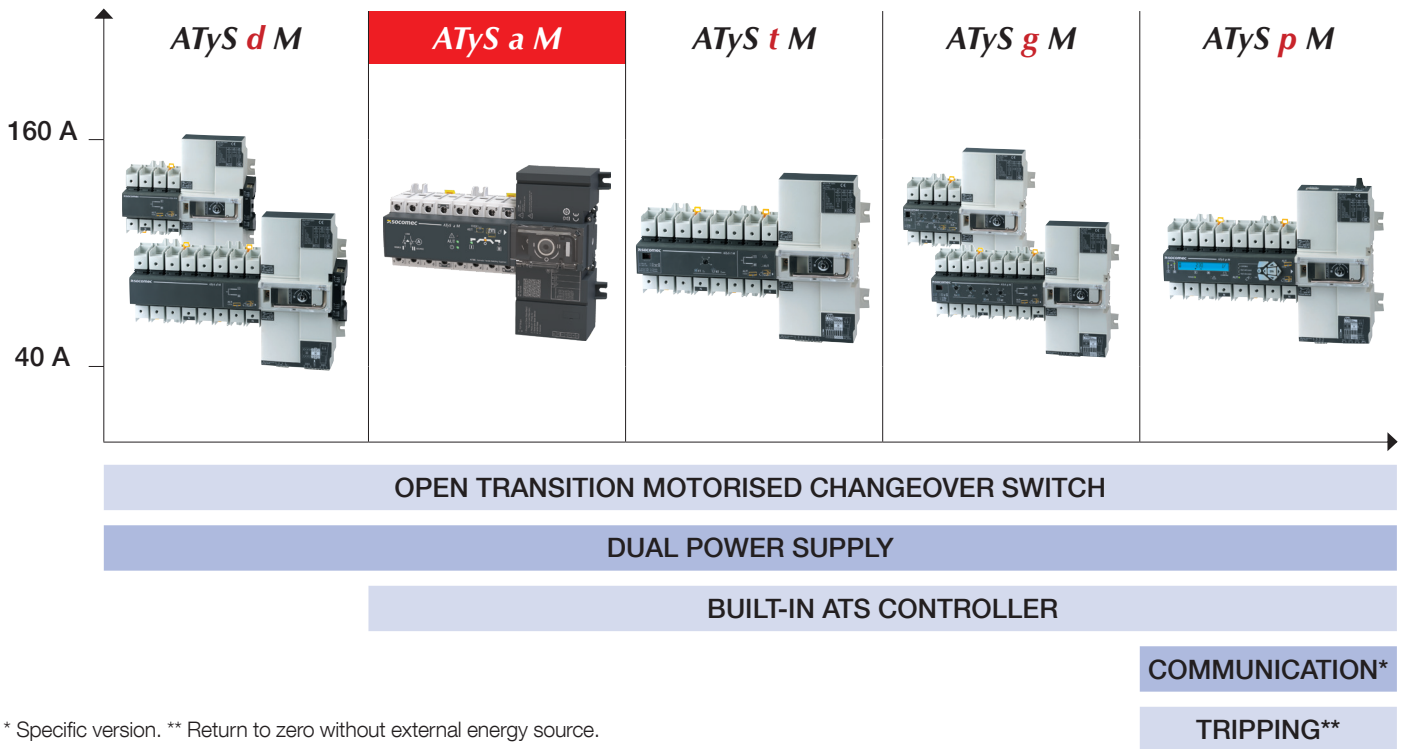 ATyS d M
ATyS a M
ATyS t M
ATyS g M
ATyS p M
160 A
40 A
socomec
OPEN TRANSITION MOTORISED CHANGEOVER SWITCH
DUAL POWER SUPPLY
BUILT-IN ATS CONTROLLER
COMMUNICATION*
TRIPPING**
* Specific version. ** Return to zero without external energy source.